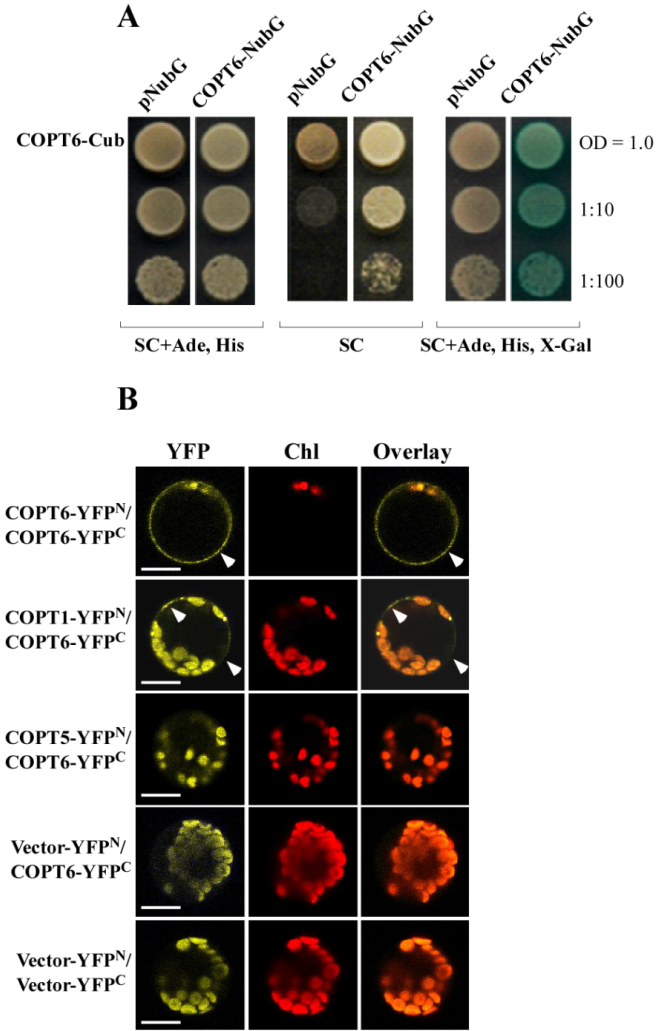 A
pNubG
COPT6-NubG
pNubG
COPT6-NubG
pNubG
COPT6-NubG
COPT6-Cub
OD = 1.0
1:10
1:100
SC+Ade, His
SC
SC+Ade, His, X-Gal
B
YFP
Chl
Overlay
COPT6-YFPᴺ/
COPT6-YFPᶜ
COPT1-YFPᴺ/
COPT6-YFPᶜ
COPT5-YFPᴺ/
COPT6-YFPᶜ
Vector-YFPᴺ/
COPT6-YFPᶜ
Vector-YFPᴺ/
Vector-YFPᶜ